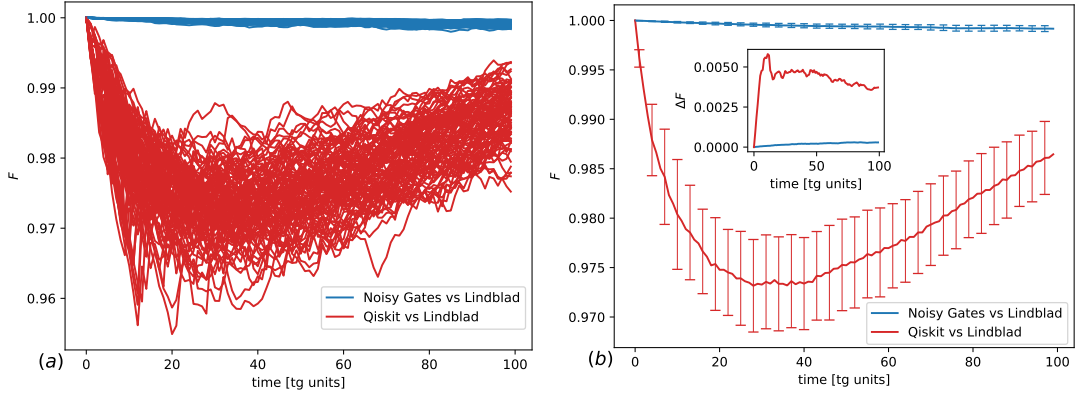 1.00
0.99
0.98
0.97
0.96
F
0 20 40 60 80 100
time [tg units]
Noisy Gates vs Lindblad
Qiskit vs Lindblad
(a)
1.000
0.995
0.990
0.985
0.980
0.975
0.970
F
0 20 40 60 80 100
time [tg units]
0.0050
0.0025
0.0000
ΔF
0 50 100
time [tg units]
Noisy Gates vs Lindblad
Qiskit vs Lindblad
(b)